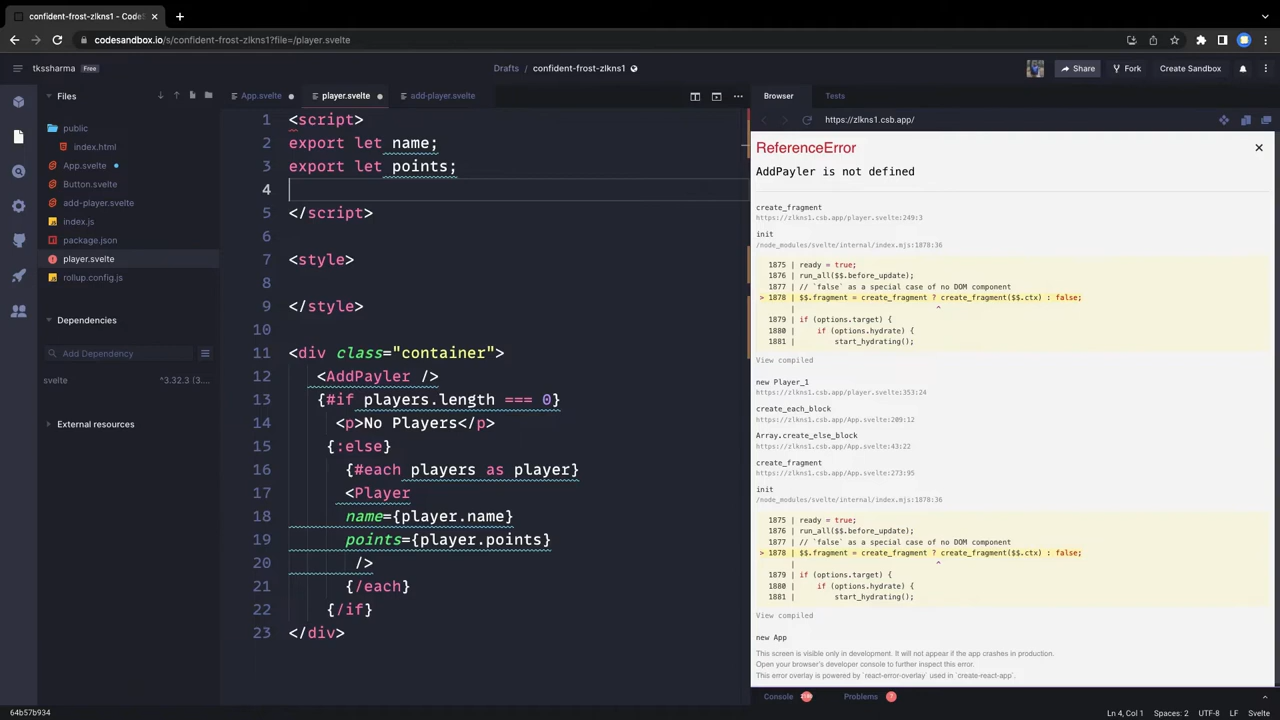 confident-frost-zlkns1 - CodeS
codesandbox.io/s/confident-frost-zlkns1?file=/player.svelte
tkssharma Free
Drafts / confident-frost-zlkns1
Share
Fork
Create Sandbox
Files
App.svelte
player.svelte
add-player.svelte
Browser
Tests
https://zlkns1.csb.app/
public
index.html
App.svelte
Button.svelte
add-player.svelte
index.js
package.json
player.svelte
rollup.config.js
Dependencies
Add Dependency
svelte ^3.32.3 (3....
External resources
1 <script>
2 export let name;
3 export let points;
4
5 </script>
6
7 <style>
8
9 </style>
10
11 <div class="container">
12 <AddPayler />
13 {#if players.length === 0}
14 <p>No Players</p>
15 {:else}
16 {#each players as player}
17 <Player
18 name={player.name}
19 points={player.points}
20 />
21 {/each}
22 {/if}
23 </div>
ReferenceError
AddPayler is not defined
create_fragment
https://zlkns1.csb.app/player.svelte:249:3
init
/node_modules/svelte/internal/index.mjs:1878:36
1875 | ready = true;
1876 | run_all($$.before_update);
1877 | // `false` as a special case of no DOM component
> 1878 | $$.fragment = create_fragment ? create_fragment($$.ctx) : false;
| ^
1879 | if (options.target) {
1880 | if (options.hydrate) {
1881 | start_hydrating();
View compiled
new Player_1
https://zlkns1.csb.app/player.svelte:353:24
create_each_block
https://zlkns1.csb.app/App.svelte:209:12
Array.create_else_block
https://zlkns1.csb.app/App.svelte:43:22
create_fragment
https://zlkns1.csb.app/App.svelte:273:95
init
/node_modules/svelte/internal/index.mjs:1878:36
1875 | ready = true;
1876 | run_all($$.before_update);
1877 | // `false` as a special case of no DOM component
> 1878 | $$.fragment = create_fragment ? create_fragment($$.ctx) : false;
| ^
1879 | if (options.target) {
1880 | if (options.hydrate) {
1881 | start_hydrating();
View compiled
new App
This screen is visible only in development. It will not appear if the app crashes in production.
Open your browser's developer console to further inspect this error.
This error overlay is powered by `react-error-overlay` used in `create-react-app`.
Console
Problems 7
64b57b934
Ln 4, Col 1 Spaces: 2 UTF-8 LF Svelte